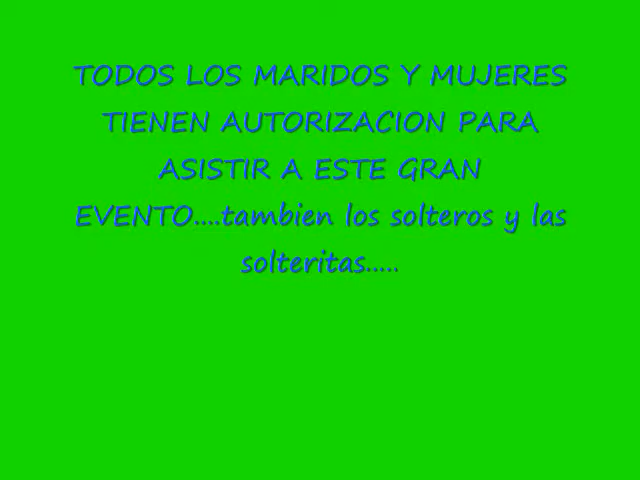 TODOS LOS MARIDOS Y MUJERES
TIENEN AUTORIZACION PARA
ASISTIR A ESTE GRAN
EVENTO....tambien los solteros y las
solteritas.....